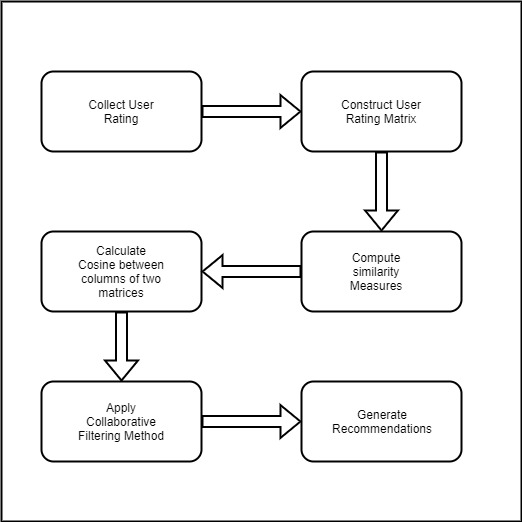 Collect User
Rating
Construct User
Rating Matrix
Compute
similarity
Measures
Calculate
Cosine between
columns of two
matrices
Apply
Collaborative
Filtering Method
Generate
Recommendations